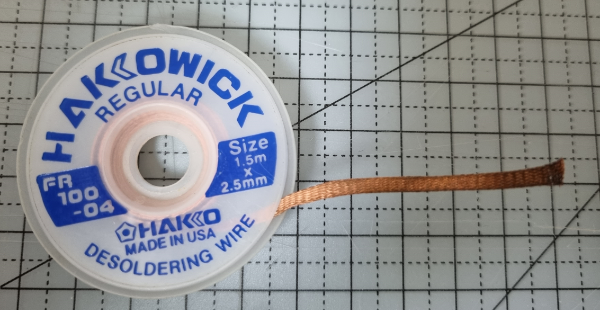 HAKKOWICK
REGULAR
FR
100
-04
Size
1.5m
x
2.5mm
HAKKO
MADE IN USA
DESOLDERING WIRE